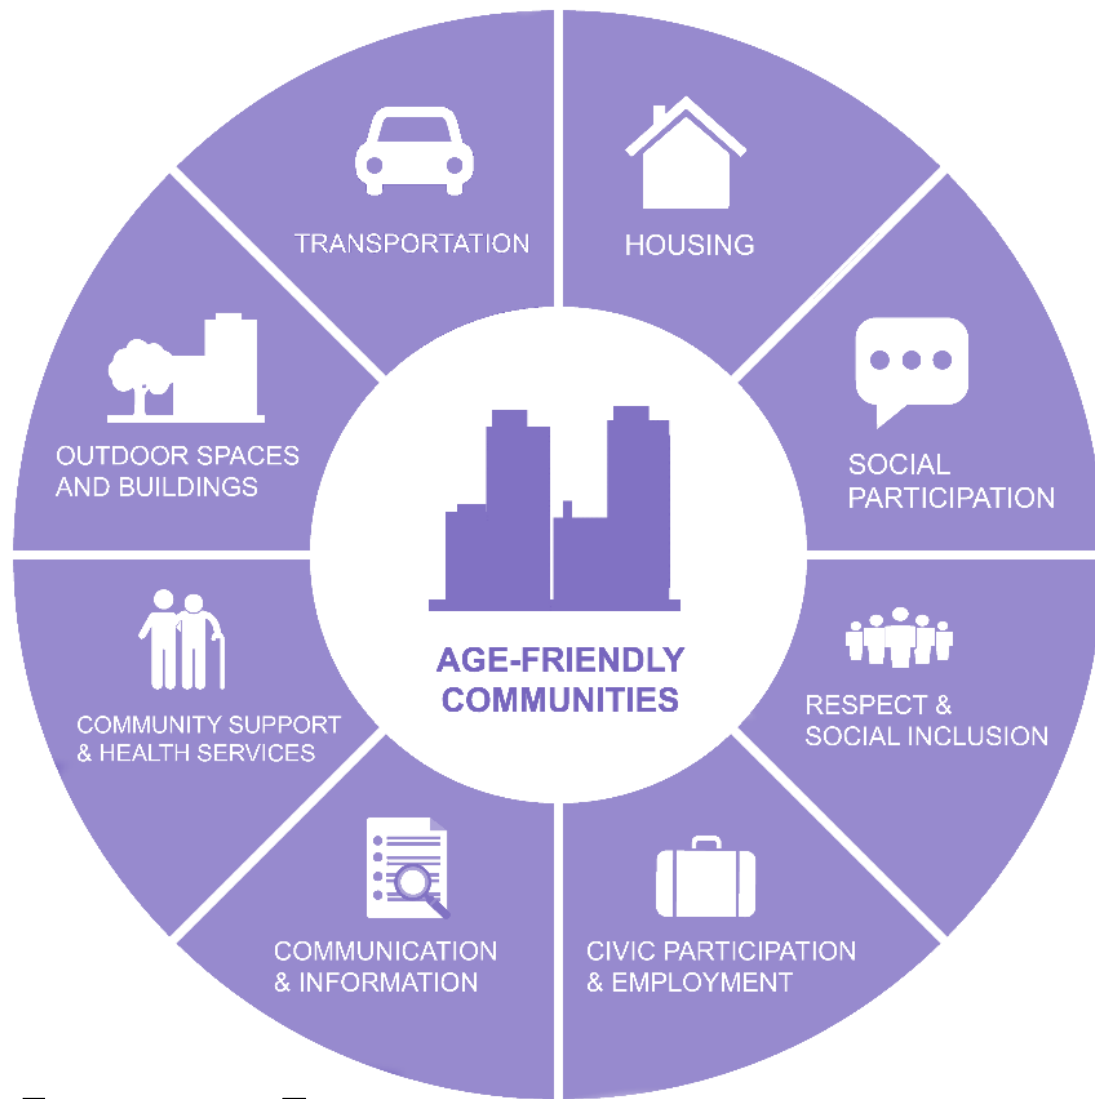 TRANSPORTATION
HOUSING
SOCIAL
PARTICIPATION
RESPECT &
SOCIAL INCLUSION
CIVIC PARTICIPATION
& EMPLOYMENT
COMMUNICATION
& INFORMATION
COMMUNITY SUPPORT
& HEALTH SERVICES
OUTDOOR SPACES
AND BUILDINGS
AGE-FRIENDLY
COMMUNITIES